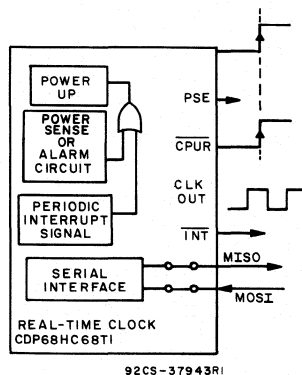 POWER
UP
PSE
POWER
SENSE
OR
ALARM
CIRCUIT
CPUR
CLK
OUT
PERIODIC
INTERRUPT
SIGNAL
INT
MISO
SERIAL
INTERFACE
MOSI
REAL-TIME CLOCK
CDP68HC68T1
92CS-37943R1